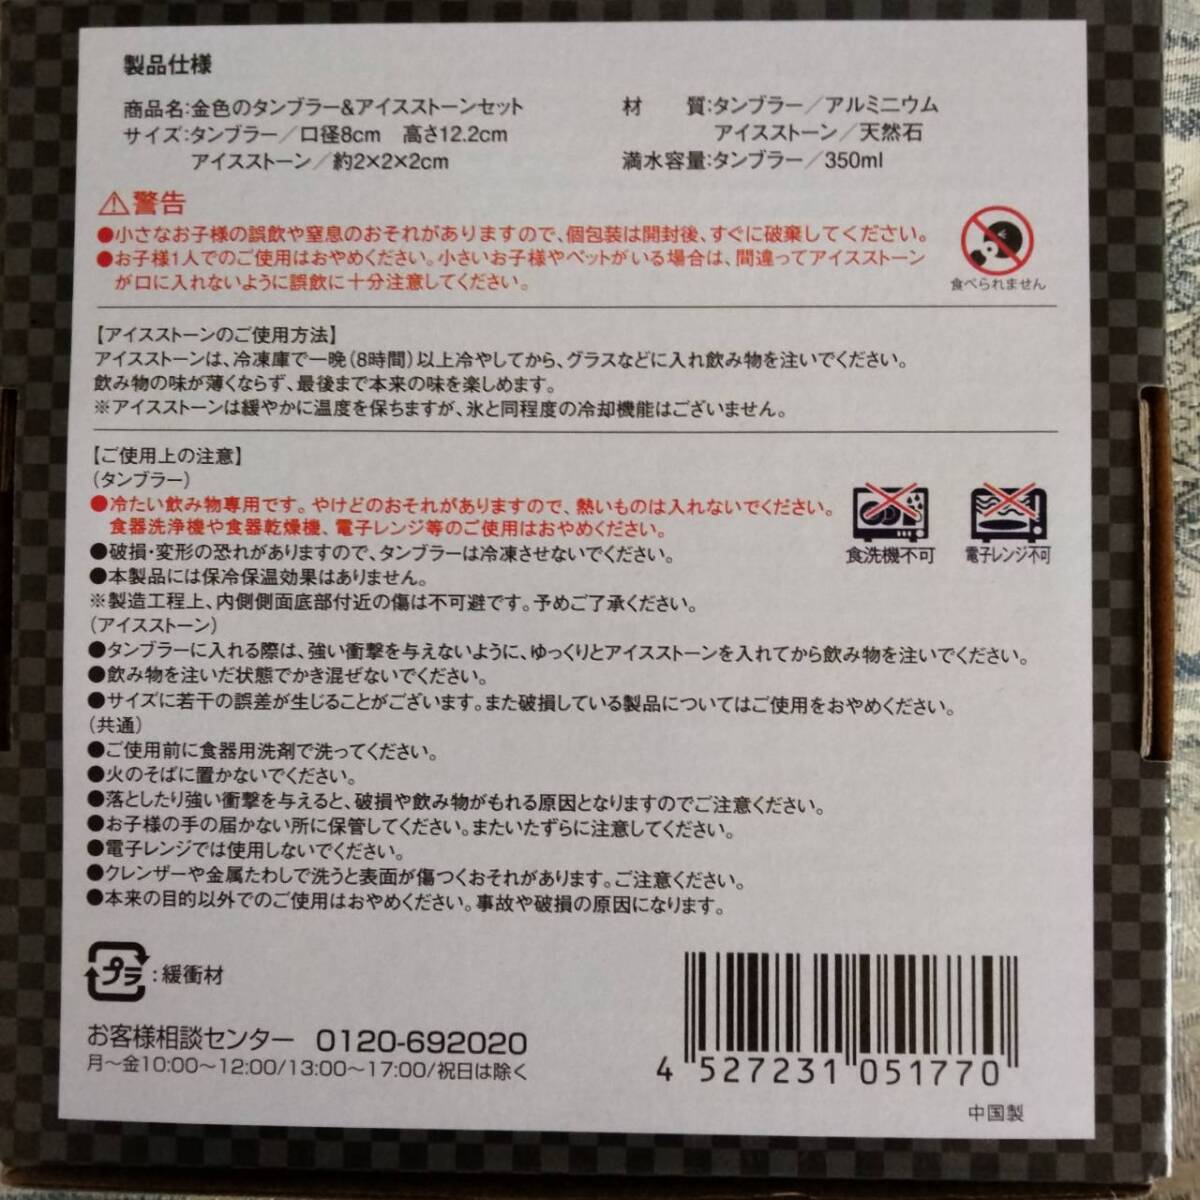 製品仕様
商品名:金色のタンブラー&アイスストーンセット
サイズ:タンブラー／口径8cm　高さ12.2cm
アイスストーン／約2×2×2cm
材　　質:タンブラー／アルミニウム
アイスストーン／天然石
満水容量:タンブラー／350ml
⚠警告
●小さなお子様の誤飲や窒息のおそれがありますので、個包装は開封後、すぐに破棄してください。
●お子様1人でのご使用はおやめください。小さいお子様やペットがいる場合は、間違ってアイスストーン
が口に入れないように誤飲に十分注意してください。
食べられません
【アイスストーンのご使用方法】
アイスストーンは、冷凍庫で一晩(8時間)以上冷やしてから、グラスなどに入れ飲み物を注いでください。
飲み物の味が薄くならず、最後まで本来の味を楽しめます。
※アイスストーンは緩やかに温度を保ちますが、氷と同程度の冷却機能はございません。
【ご使用上の注意】
(タンブラー)
●冷たい飲み物専用です。やけどのおそれがありますので、熱いものは入れないでください。
食器洗浄機や食器乾燥機、電子レンジ等のご使用はおやめください。
●破損・変形の恐れがありますので、タンブラーは冷凍させないでください。
●本製品には保冷保温効果はありません。
※製造工程上、内側側面底部付近の傷は不可避です。予めご了承ください。
食洗機不可
電子レンジ不可
(アイスストーン)
●タンブラーに入れる際は、強い衝撃を与えないように、ゆっくりとアイスストーンを入れてから飲み物を注いでください。
●飲み物を注いだ状態でかき混ぜないでください。
●サイズに若干の誤差が生じることがございます。また破損している製品についてはご使用をおやめください。
(共通)
●ご使用前に食器用洗剤で洗ってください。
●火のそばに置かないでください。
●落としたり強い衝撃を与えると、破損や飲み物がもれる原因となりますのでご注意ください。
●お子様の手の届かない所に保管してください。またいたずらに注意してください。
●電子レンジでは使用しないでください。
●クレンザーや金属たわしで洗うと表面が傷つくおそれがあります。ご注意ください。
●本来の目的以外でのご使用はおやめください。事故や破損の原因になります。
プラ:緩衝材
お客様相談センター 0120-692020
月～金10:00～12:00/13:00～17:00/祝日は除く
4 527231 051770
中国製